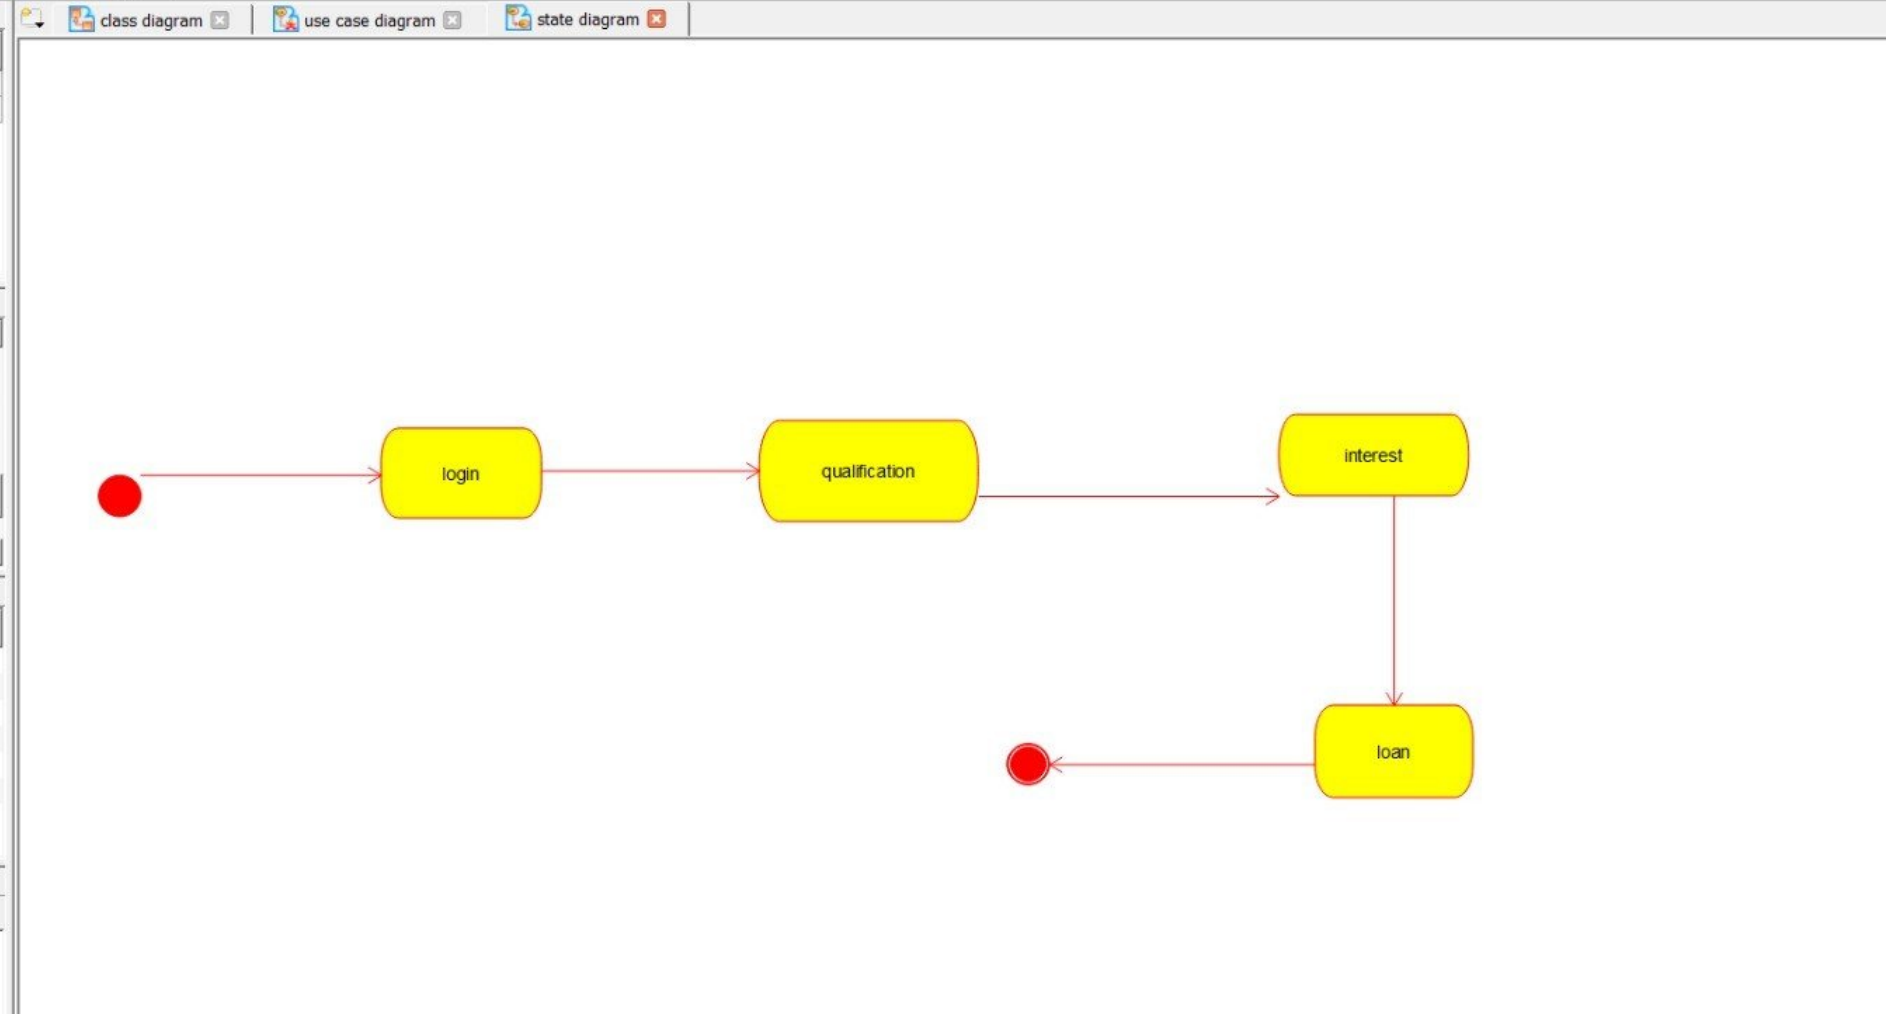 class diagram
use case diagram
state diagram
login
qualification
interest
loan